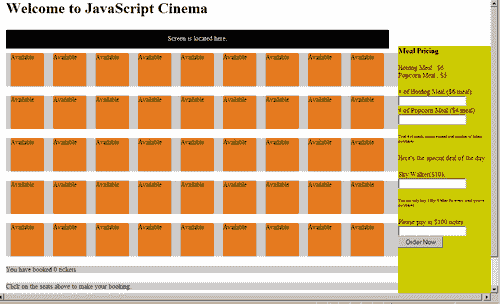 Welcome to JavaScript Cinema
Screen is located here.
Available Available Available Available Available Available Available Available Available
Available Available Available Available Available Available Available Available Available
Available Available Available Available Available Available Available Available Available
Available Available Available Available Available Available Available Available Available
Available Available Available Available Available Available Available Available Available
You have booked 0 tickets
Click on the seats above to make your booking.
Meal Pricing
Hotdog Meal : $6
Popcorn Meal : $4
# of Hotdog Meal ($6 meal):
# of Popcorn Meal ($4 meal)
Here's the special deal of the day
Sky Walker($10):
Please pay in $100 notes
Order Now